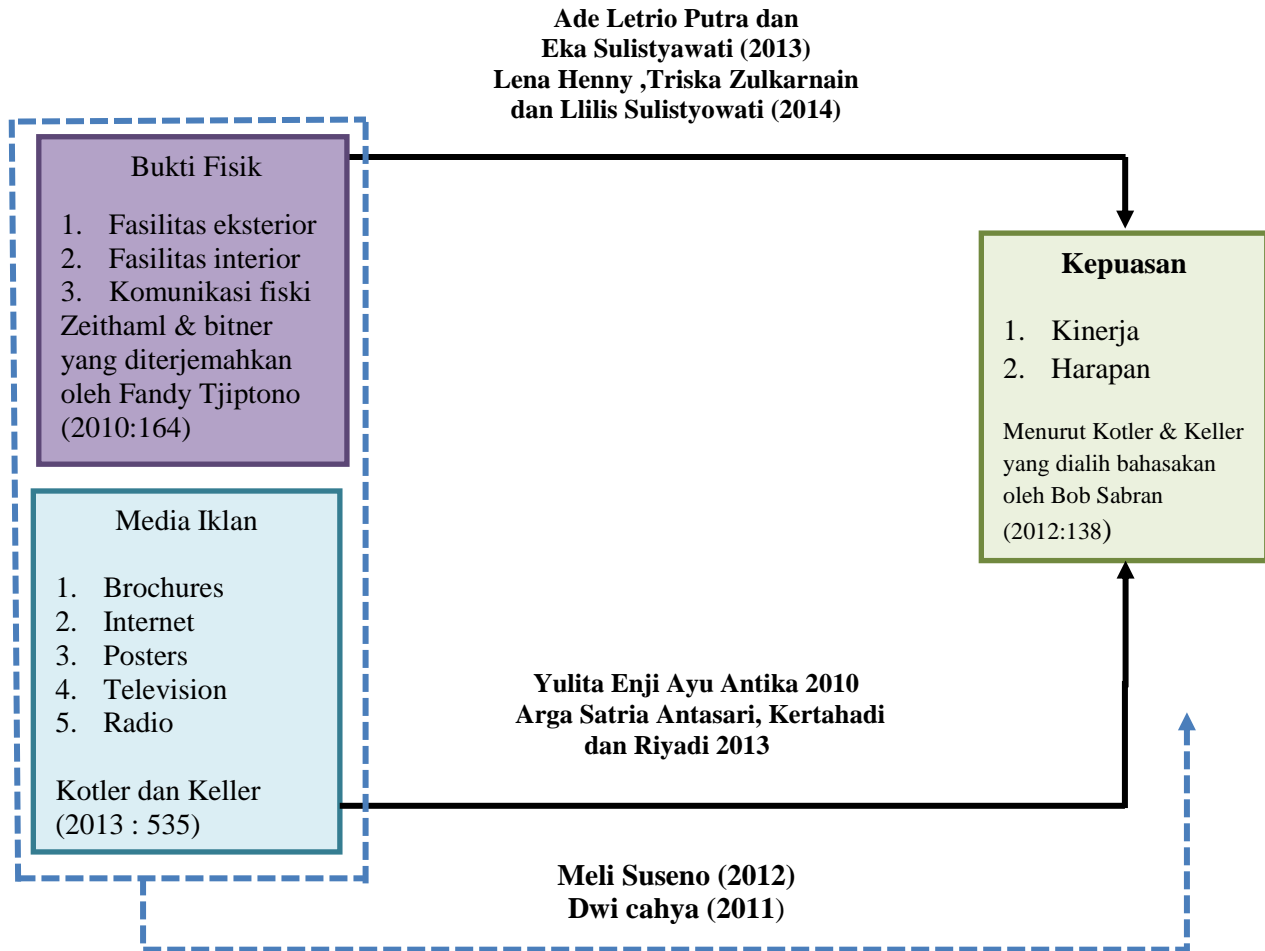 Ade Letrio Putra dan
Eka Sulistyawati (2013)
Lena Henny ,Triska Zulkarnain
dan Llilis Sulistyowati (2014)
Bukti Fisik
1. Fasilitas eksterior
2. Fasilitas interior
3. Komunikasi fiski
Zeithaml & bitner
yang diterjemahkan
oleh Fandy Tjiptono
(2010:164)
Kepuasan
1. Kinerja
2. Harapan
Menurut Kotler & Keller
yang dialih bahasakan
oleh Bob Sabran
(2012:138)
Media Iklan
1. Brochures
2. Internet
3. Posters
4. Television
5. Radio
Kotler dan Keller
(2013 : 535)
Yulita Enji Ayu Antika 2010
Arga Satria Antasari, Kertahadi
dan Riyadi 2013
Meli Suseno (2012)
Dwi cahya (2011)